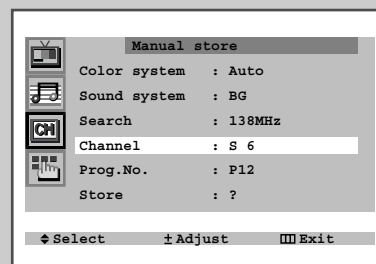 Manual store
Color system : Auto
Sound system : BG
Search : 138MHz
CH Channel : S 6
Prog.No. : P12
Store : ?
Select ± Adjust Exit